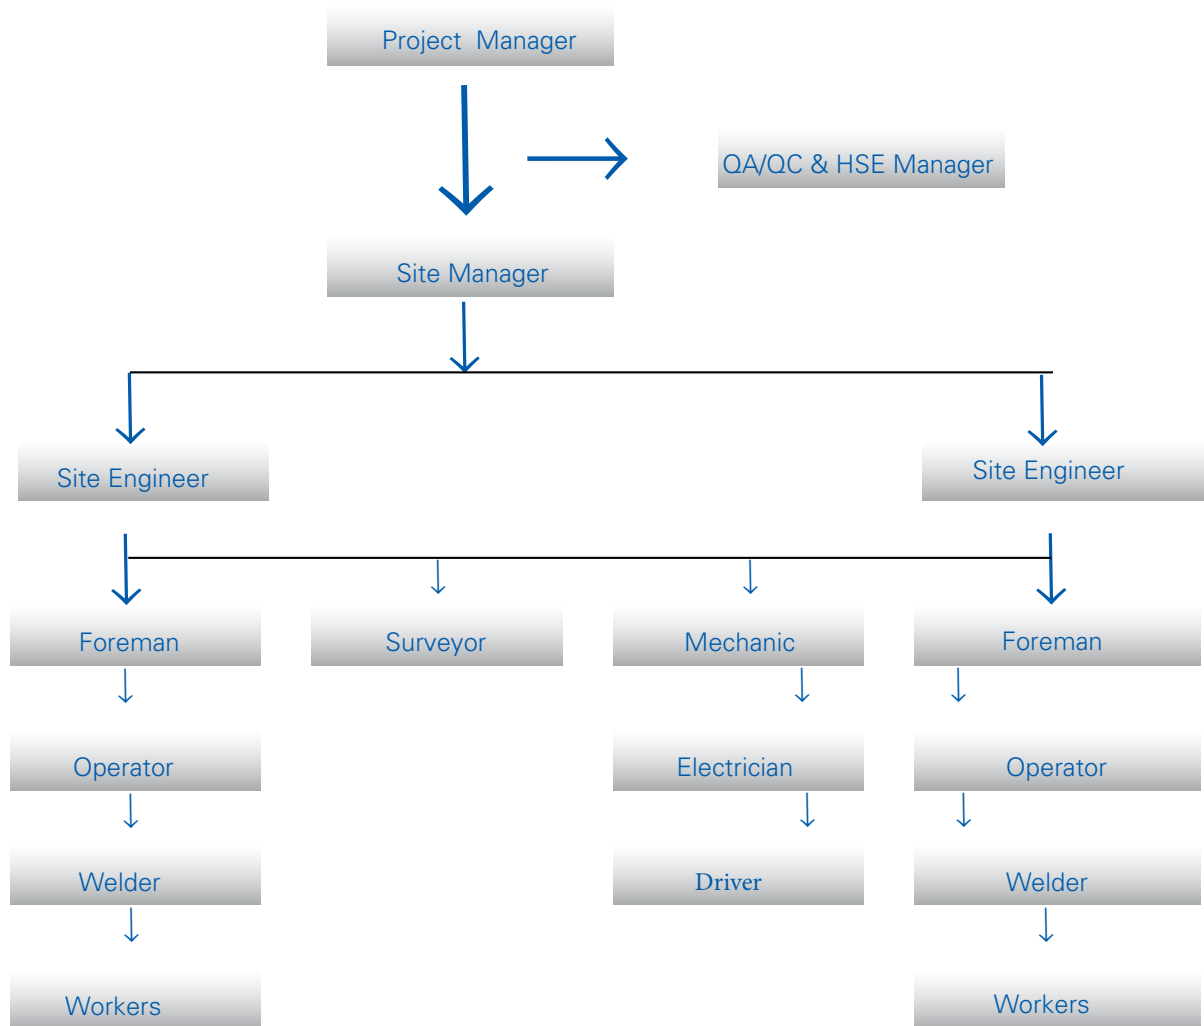 Project Manager
QA/QC & HSE Manager
Site Manager
Site Engineer
Site Engineer
Foreman
Surveyor
Mechanic
Foreman
Operator
Electrician
Operator
Welder
Driver
Welder
Workers
Workers